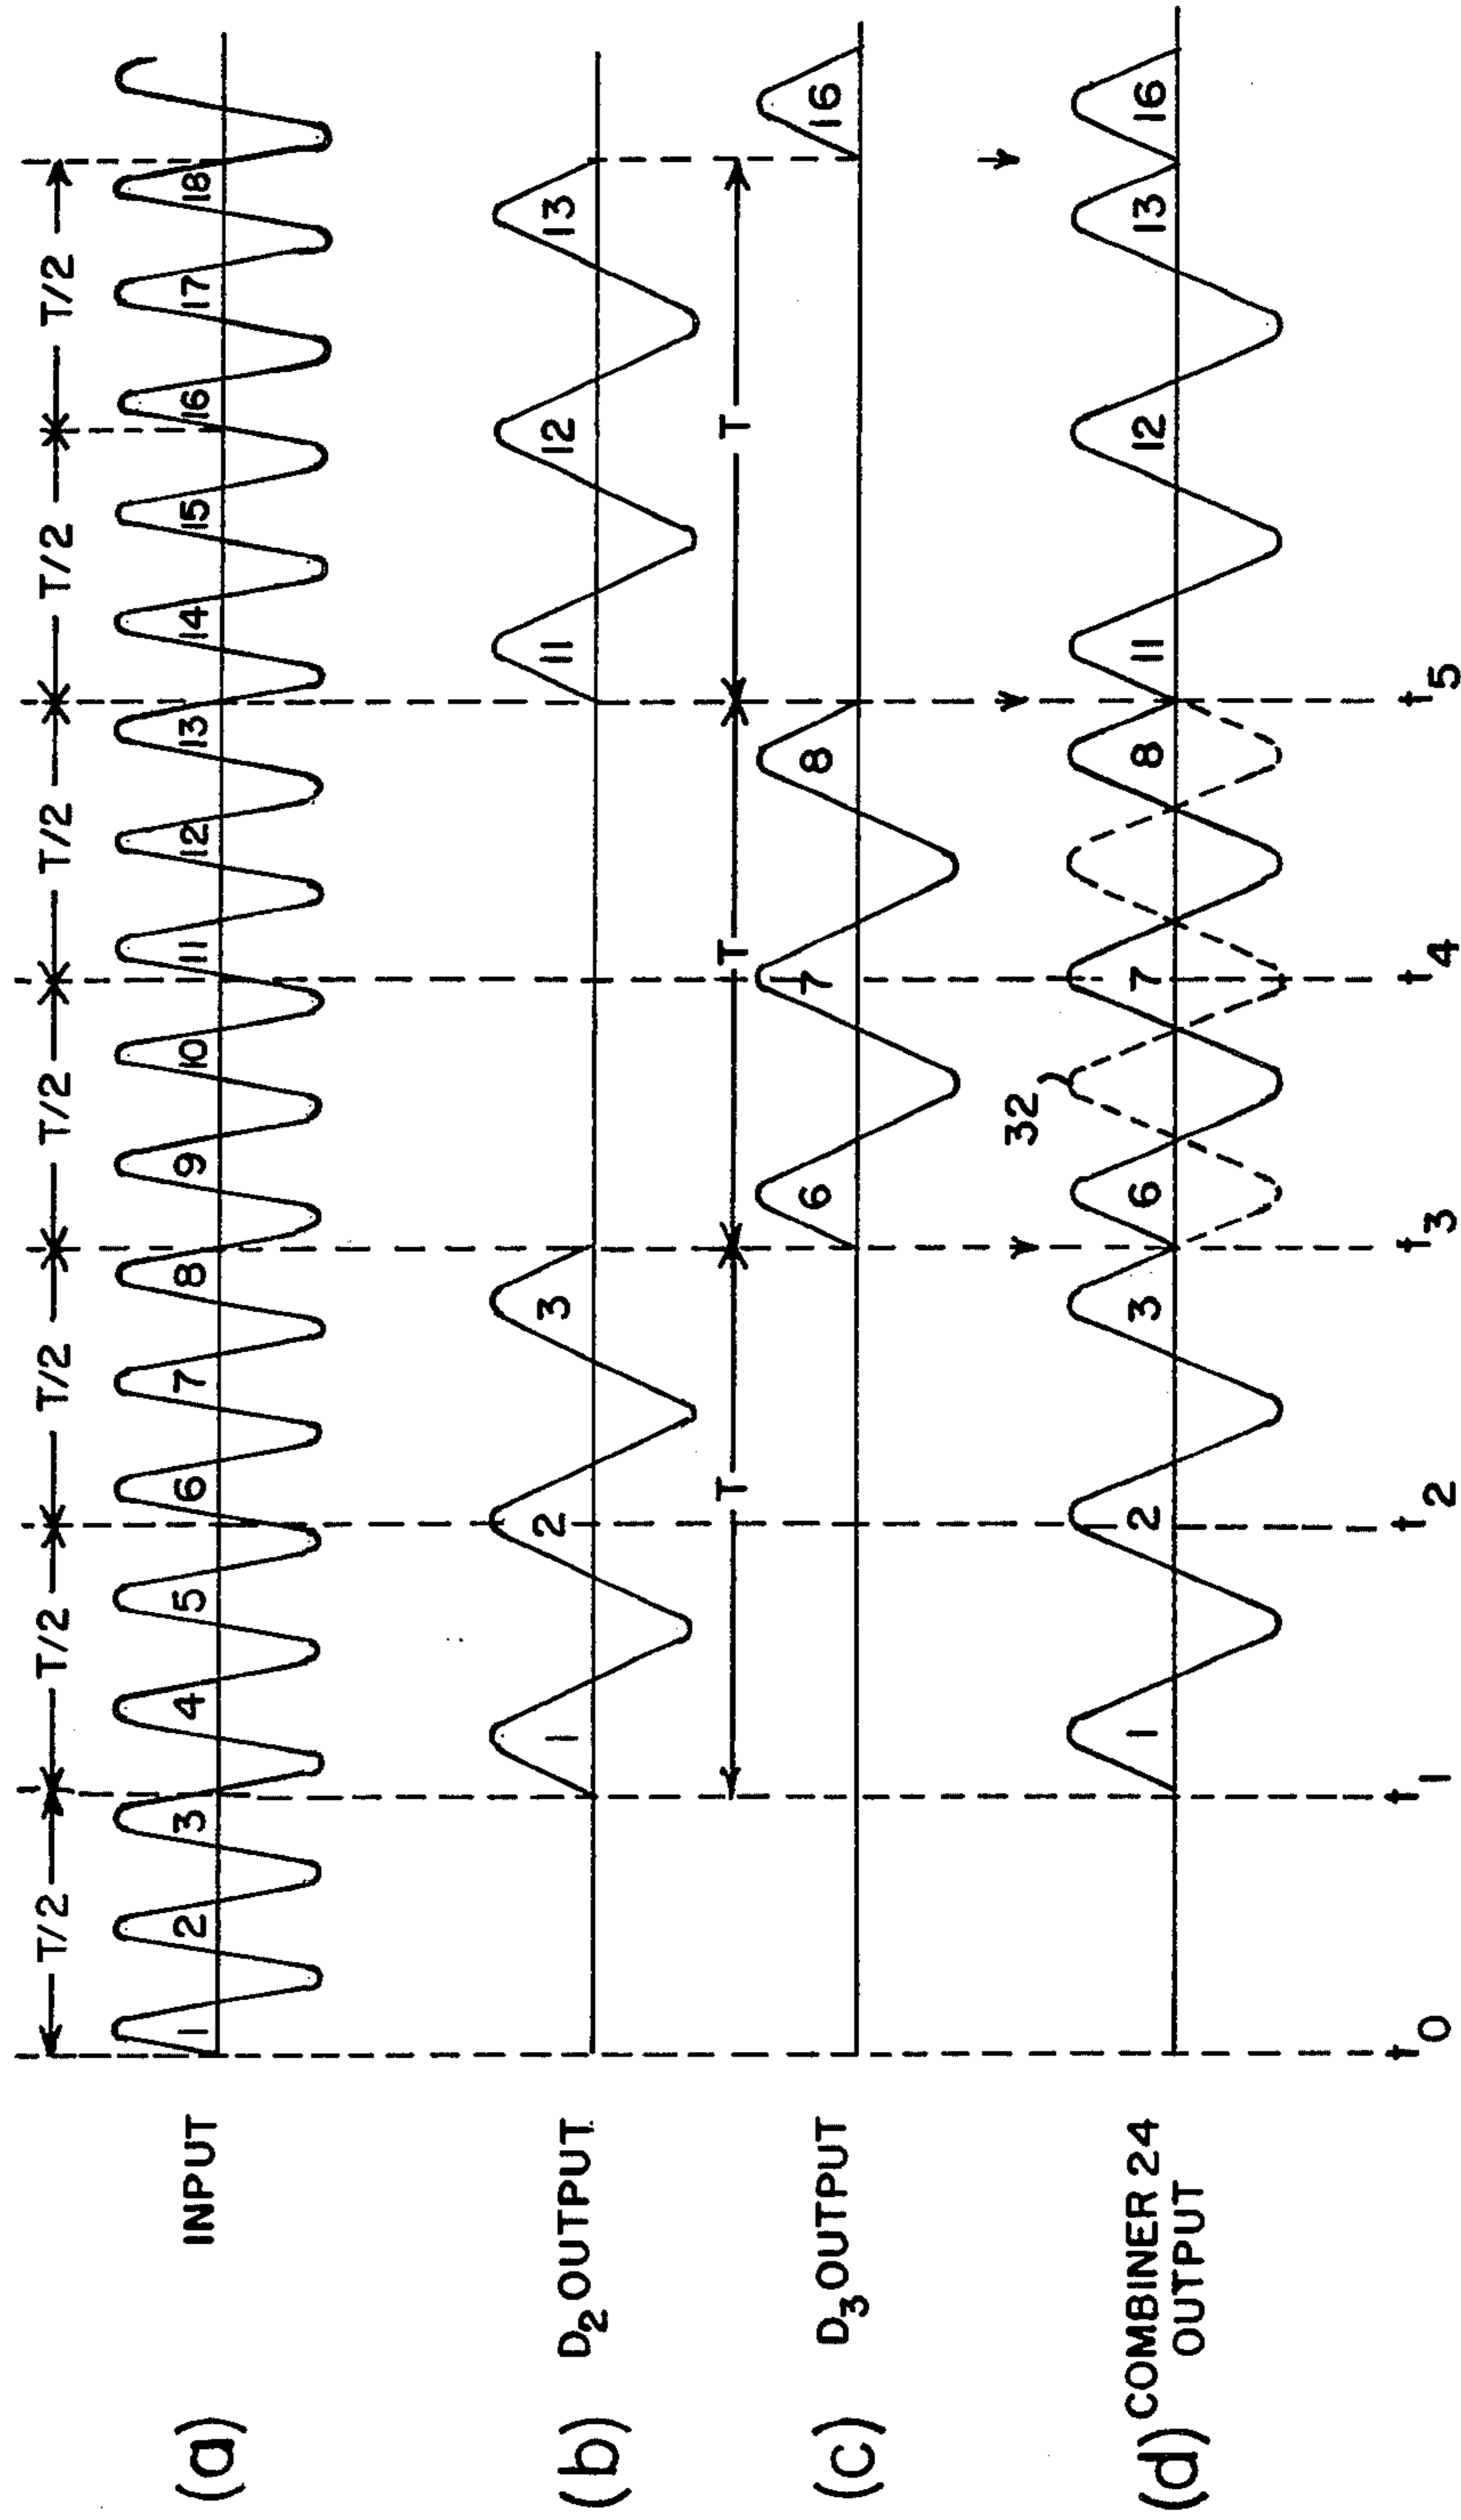 T/2 T/2 T/2 T/2 T/2 T/2 T/2
(a) INPUT 1 2 3 4 5 6 7 8 9 10 11 12 13 14 15 16 17 18
(b) D2 OUTPUT 1 2 3 11 12 13
T T T
(c) D3 OUTPUT 6 7 8 16
32
(d) COMBINER 24
OUTPUT
1 2 3 6 7 8 11 12 13 16
t0 t1 t2 t3 t4 t5